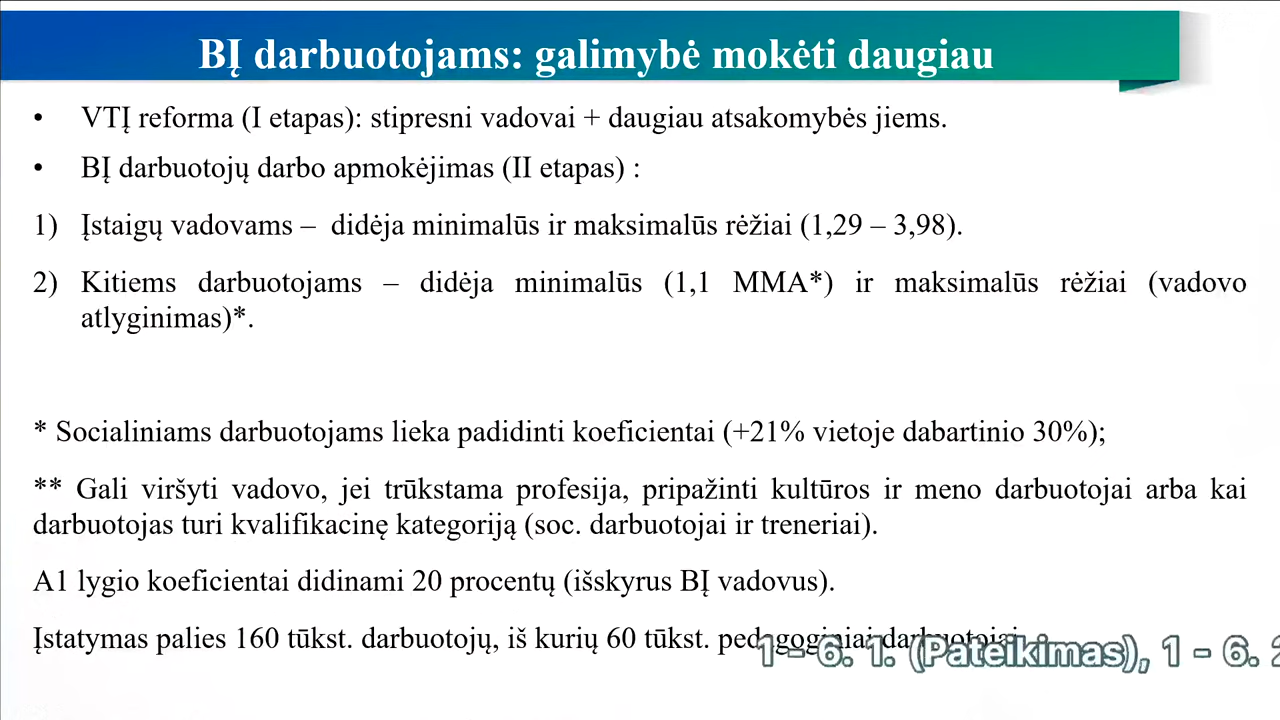 BĮ darbuotojams: galimybė mokėti daugiau
• VTĮ reforma (I etapas): stipresni vadovai + daugiau atsakomybės jiems.
• BĮ darbuotojų darbo apmokėjimas (II etapas) :
1) Įstaigų vadovams – didėja minimalūs ir maksimalūs rėžiai (1,29 – 3,98).
2) Kitiems darbuotojams – didėja minimalūs (1,1 MMA*) ir maksimalūs rėžiai (vadovo
atlyginimas)*.
* Socialiniams darbuotojams lieka padidinti koeficientai (+21% vietoje dabartinio 30%);
** Gali viršyti vadovo, jei trūkstama profesija, pripažinti kultūros ir meno darbuotojai arba kai
darbuotojas turi kvalifikacinę kategoriją (soc. darbuotojai ir treneriai).
A1 lygio koeficientai didinami 20 procentų (išskyrus BĮ vadovus).
Įstatymas palies 160 tūkst. darbuotojų, iš kurių 60 tūkst. pedagoginiai darbuotojai
1 – 6. 1. (Pateikimas), 1 – 6. 2